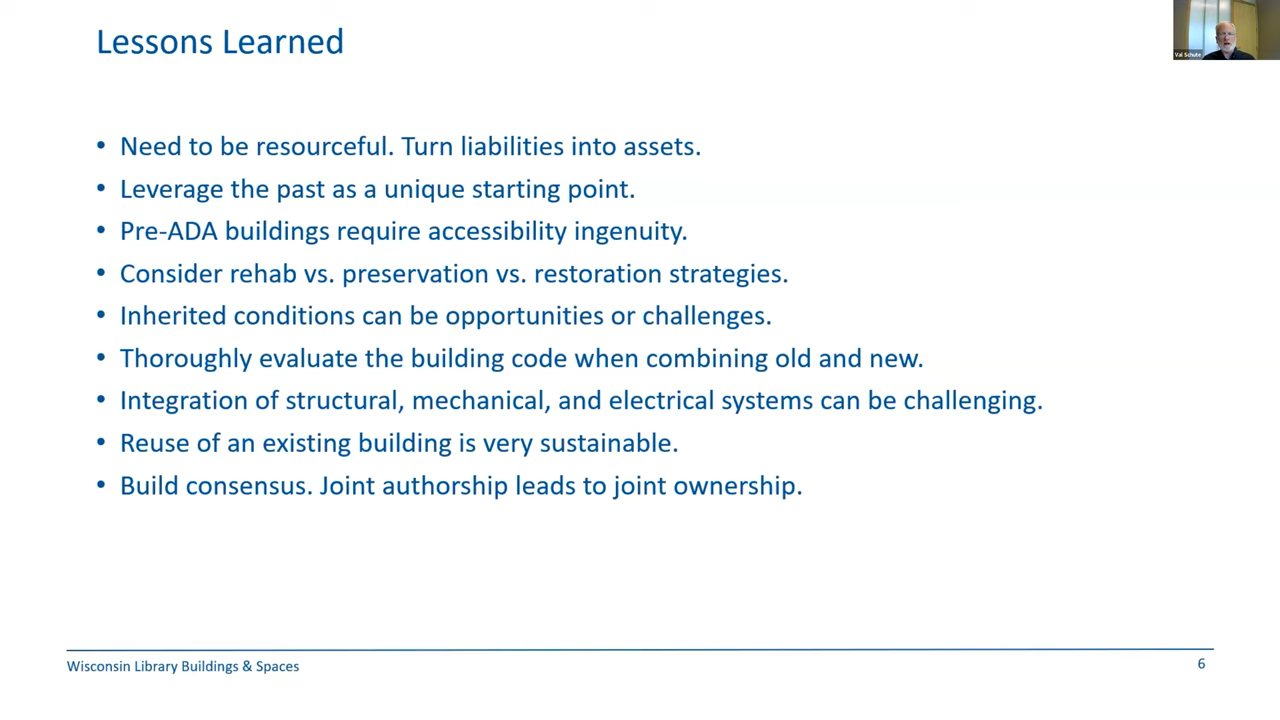 Lessons Learned
Val Schute
• Need to be resourceful. Turn liabilities into assets.
• Leverage the past as a unique starting point.
• Pre-ADA buildings require accessibility ingenuity.
• Consider rehab vs. preservation vs. restoration strategies.
• Inherited conditions can be opportunities or challenges.
• Thoroughly evaluate the building code when combining old and new.
• Integration of structural, mechanical, and electrical systems can be challenging.
• Reuse of an existing building is very sustainable.
• Build consensus. Joint authorship leads to joint ownership.
Wisconsin Library Buildings & Spaces
6